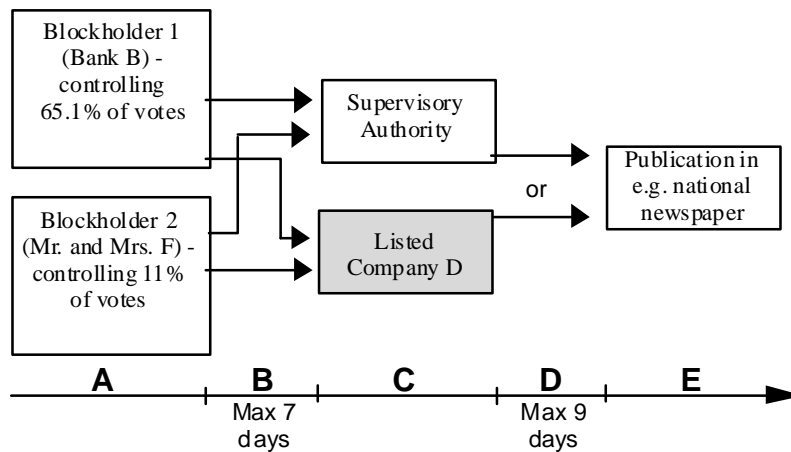 Blockholder 1
(Bank B) -
controlling
65.1% of votes
Blockholder 2
(Mr. and Mrs. F) -
controlling 11%
of votes
Supervisory
Authority
Listed
Company D
or
Publication in
e.g. national
newspaper
A
B
C
D
E
Max 7
days
Max 9
days